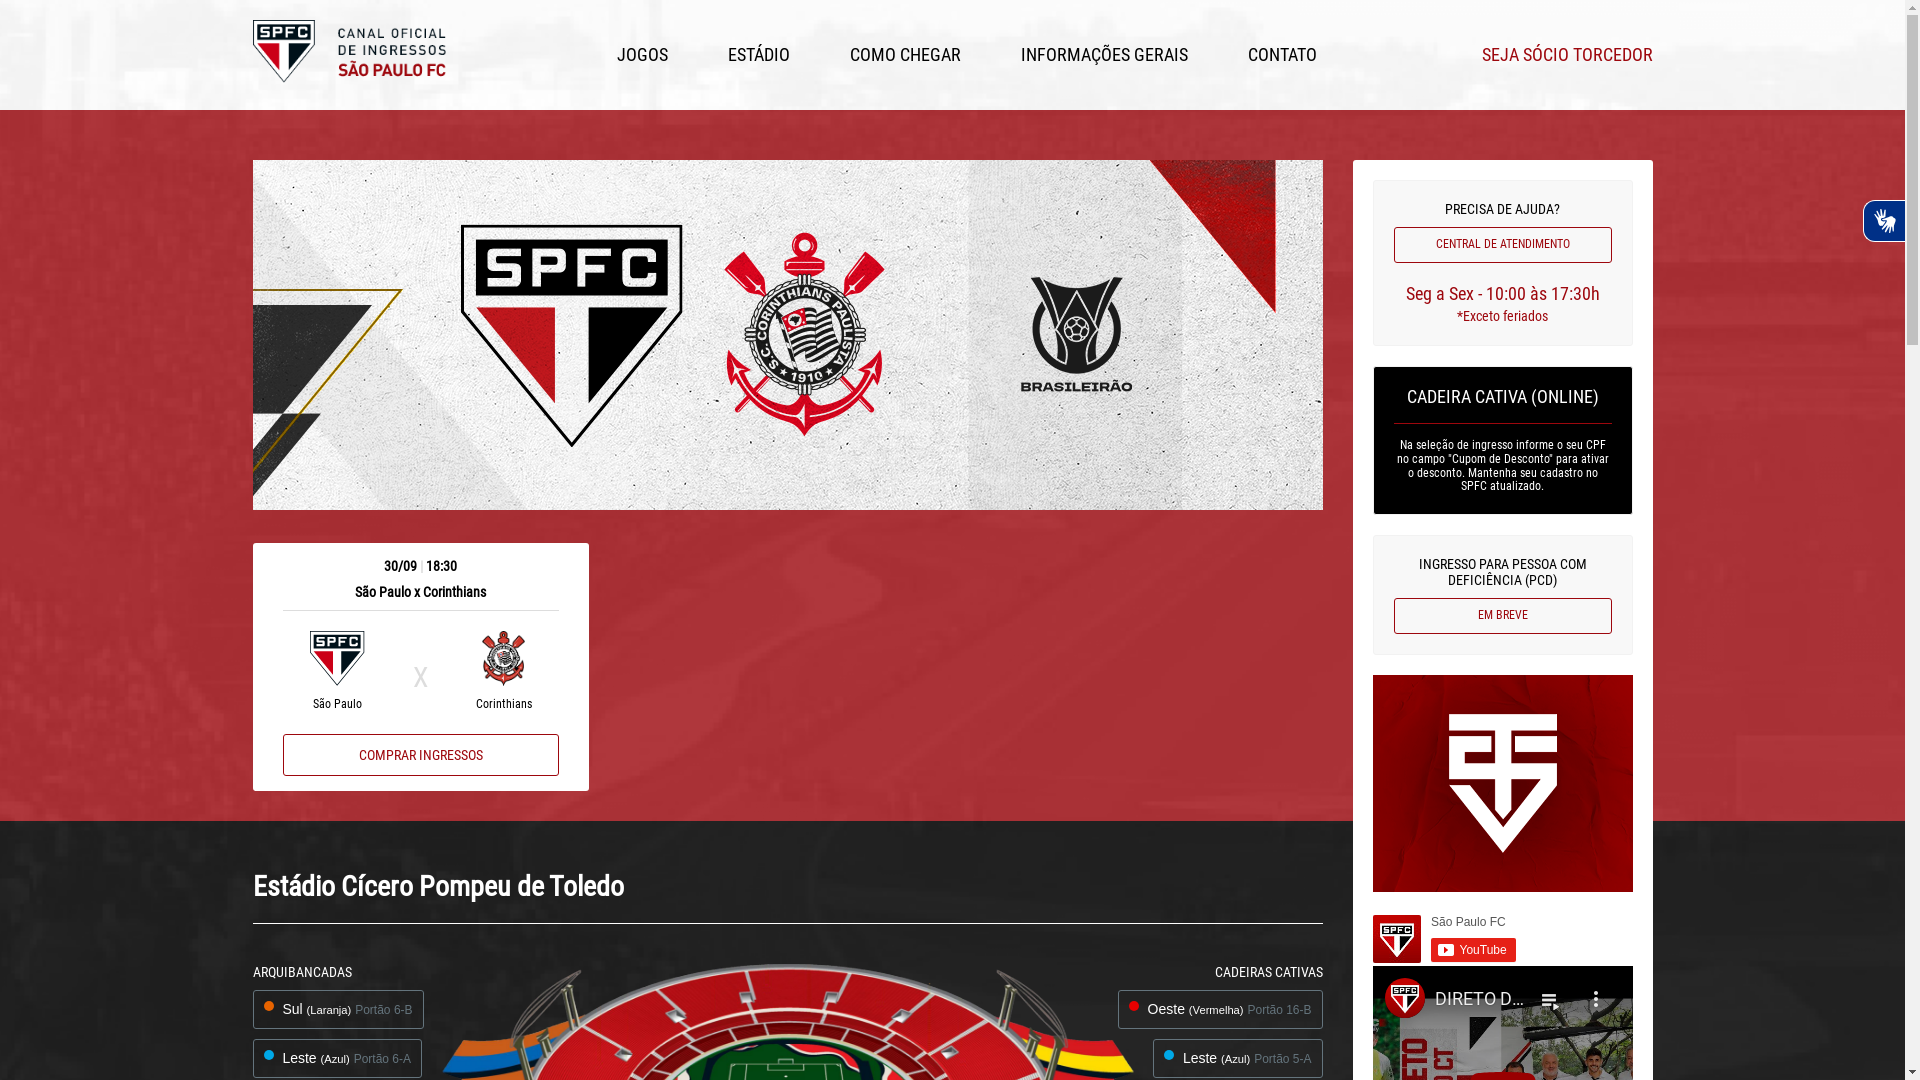 SPFC
CANAL OFICIAL
DE INGRESSOS
SÃO PAULO FC
JOGOS
ESTÁDIO
COMO CHEGAR
INFORMAÇÕES GERAIS
CONTATO
SEJA SÓCIO TORCEDOR
SPFC
S.C. CORINTHIANS PAULISTA
1910
BRASILEIRÃO
30/09 | 18:30
São Paulo x Corinthians
SPFC
X
São Paulo
Corinthians
COMPRAR INGRESSOS
PRECISA DE AJUDA?
CENTRAL DE ATENDIMENTO
Seg a Sex - 10:00 às 17:30h
*Exceto feriados
CADEIRA CATIVA (ONLINE)
Na seleção de ingresso informe o seu CPF
no campo "Cupom de Desconto" para ativar
o desconto. Mantenha seu cadastro no
SPFC atualizado.
INGRESSO PARA PESSOA COM
DEFICIÊNCIA (PCD)
EM BREVE
São Paulo FC
SPFC
YouTube
SPFC
DIRETO D...
Estádio Cícero Pompeu de Toledo
ARQUIBANCADAS
Sul (Laranja) Portão 6-B
Leste (Azul) Portão 6-A
CADEIRAS CATIVAS
Oeste (Vermelha) Portão 16-B
Leste (Azul) Portão 5-A